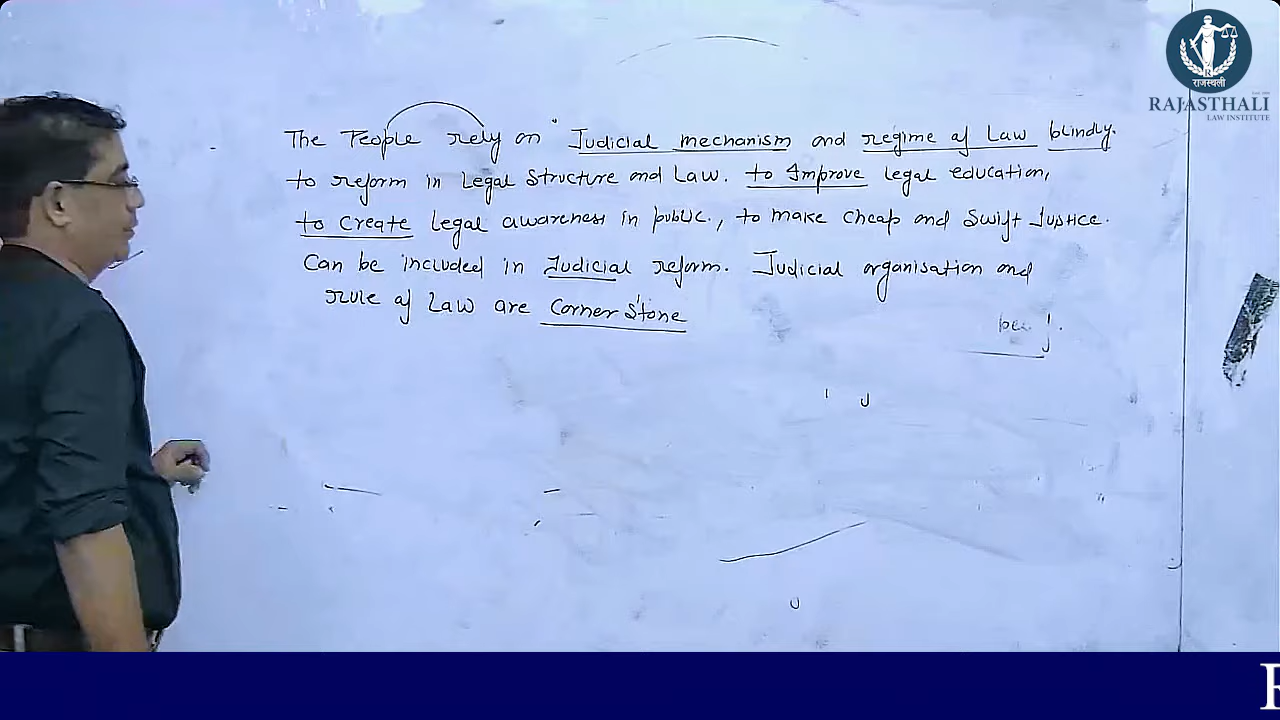 राजस्थली
RAJASTHALI
LAW INSTITUTE
The People rely on "Judicial mechanism and regime of Law blindly.
to reform in Legal Structure and Law. to Improve legal education,
to create legal awareness in public., to make cheap and swift Justice.
can be included in Judicial reform. Judicial organisation and
rule of Law are corner stone
R